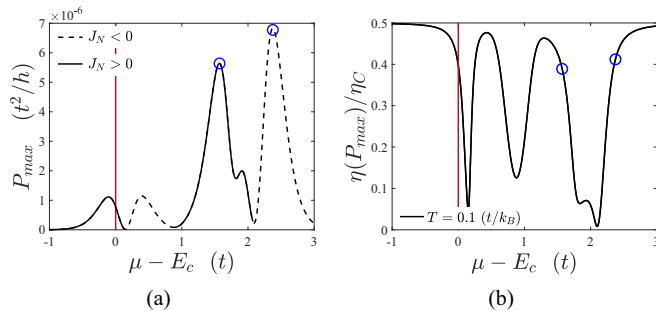 ×10⁻⁶
7
6
5
4
3
2
1
0
P_max (t²/h)
J_N < 0
J_N > 0
-1 0 1 2 3
μ − E_c (t)
(a)
0.5
0.4
0.3
0.2
0.1
0
η(P_max)/η_C
T = 0.1 (t/k_B)
-1 0 1 2 3
μ − E_c (t)
(b)